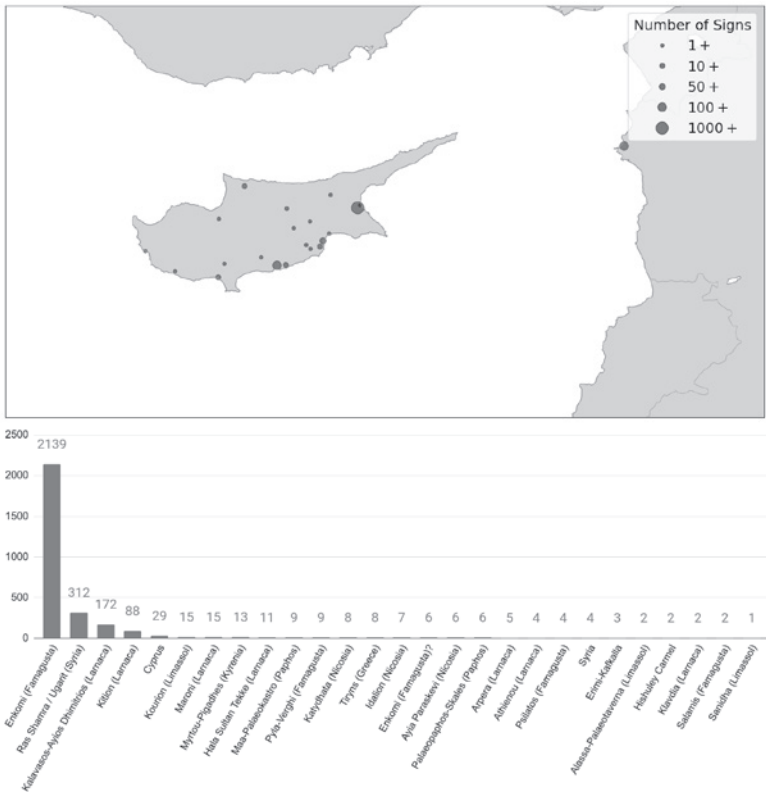 Number of Signs
1 +
10 +
50 +
100 +
1000 +
2500
2000
1500
1000
500
0
2139
312
172
88
29
15
15
13
11
9
9
8
8
7
6
6
6
5
4
4
4
3
2
2
2
2
1
Enkomi (Famagusta)
Ras Shamra / Ugarit (Syria)
Kalavasos-Ayios Dhimitrios (Larnaca)
Kition (Larnaca)
Cyprus
Kourion (Limassol)
Maroni (Larnaca)
Myrtou-Pigadhes (Kyrenia)
Hala Sultan Tekke (Larnaca)
Maa-Palaeokastro (Paphos)
Pyla-Verghi (Famagusta)
Katydhata (Nicosia)
Tiryns (Greece)
Idalion (Nicosia)
Enkomi (Famagusta)?
Ayia Paraskevi (Nicosia)
Palaeopaphos-Skales (Paphos)
Arpera (Larnaca)
Athienou (Larnaca)
Psilatos (Famagusta)
Syria
Erimi-Kafkalla
Alassa-Palaeotaverna (Limassol)
Hishuley Carmel
Klavdia (Larnaca)
Salamis (Famagusta)
Sanidha (Limassol)